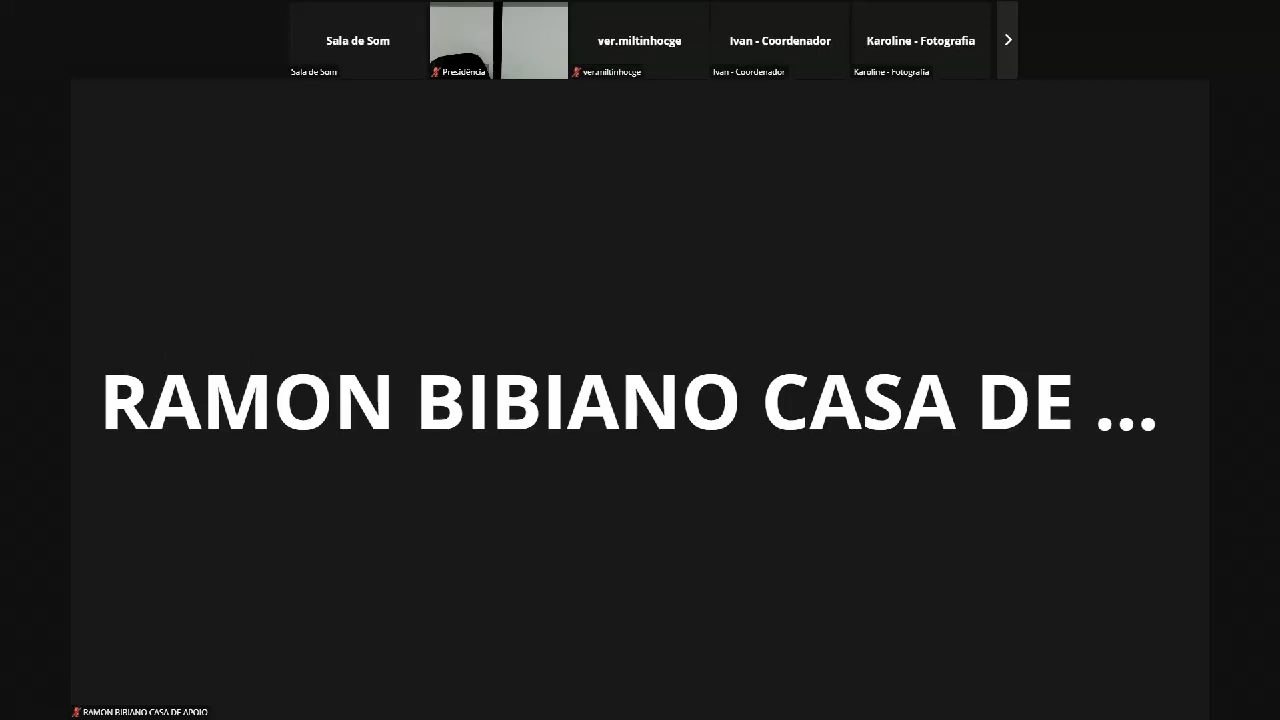 Sala de Som
ver.miltinhocge
Ivan - Coordenador
Karoline - Fotografia
Sala de Som
Presidência
ver.miltinhocge
Ivan - Coordenador
Karoline - Fotografia
RAMON BIBIANO CASA DE ...
RAMON BIBIANO CASA DE APOIO